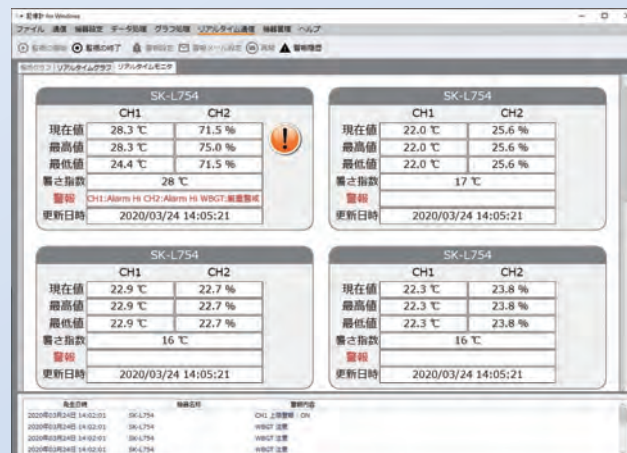 記憶計 for Windows
ファイル 通信 機器設定 データ処理 グラフ処理 リアルタイム通信 機器管理 ヘルプ
監視の開始 監視の終了 警報設定 警報メール設定 再開 警報履歴
リアルタイムグラフ リアルタイムモニタ
SK-L754
CH1 CH2
現在値 28.3 ℃ 71.5 %
最高値 28.3 ℃ 75.0 %
最低値 24.4 ℃ 71.5 %
暑さ指数 28 ℃
警報 CH1:Alarm Hi CH2:Alarm Hi WBGT:厳重警戒
更新日時 2020/03/24 14:05:21
SK-L754
CH1 CH2
現在値 22.0 ℃ 25.6 %
最高値 22.0 ℃ 25.6 %
最低値 22.0 ℃ 25.6 %
暑さ指数 17 ℃
警報
更新日時 2020/03/24 14:05:21
SK-L754
CH1 CH2
現在値 22.9 ℃ 22.7 %
最高値 22.9 ℃ 22.7 %
最低値 22.9 ℃ 22.7 %
暑さ指数 16 ℃
警報
更新日時 2020/03/24 14:05:21
SK-L754
CH1 CH2
現在値 22.3 ℃ 23.8 %
最高値 22.3 ℃ 23.8 %
最低値 22.3 ℃ 23.8 %
暑さ指数 16 ℃
警報
更新日時 2020/03/24 14:05:21
発生日時 機器名称 警報内容
2020年03月24日 14:02:01 SK-L754 CH1 上限警報：ON
2020年03月24日 14:02:01 SK-L754 WBGT 注意
2020年03月24日 14:02:01 SK-L754 WBGT 注意
2020年03月24日 14:02:01 SK-L754 WBGT 注意